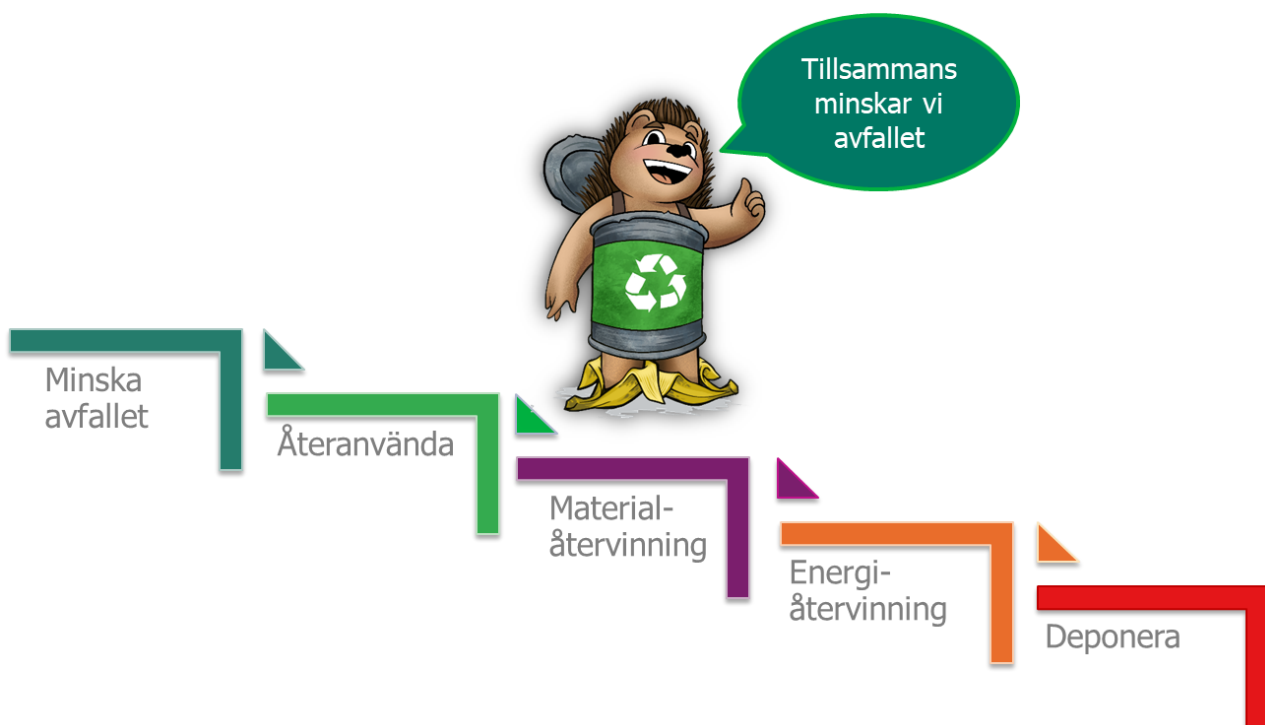 Tillsammans
minskar vi
avfallet
Minska
avfallet
Återanvända
Material-
återvinning
Energi-
återvinning
Deponera